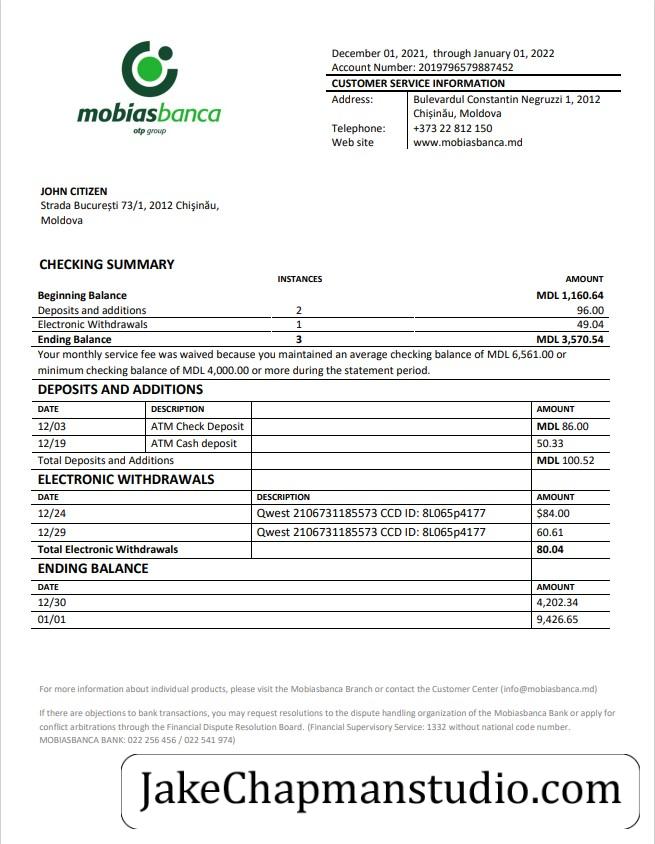 mobiasbanca
otp group
December 01, 2021, through January 01, 2022
Account Number: 2019796579887452
CUSTOMER SERVICE INFORMATION
Address: Bulevardul Constantin Negruzzi 1, 2012
Chișinău, Moldova
Telephone: +373 22 812 150
Web site www.mobiasbanca.md
JOHN CITIZEN
Strada București 73/1, 2012 Chişinău,
Moldova
CHECKING SUMMARY
INSTANCES AMOUNT
Beginning Balance MDL 1,160.64
Deposits and additions 2 96.00
Electronic Withdrawals 1 49.04
Ending Balance 3 MDL 3,570.54
Your monthly service fee was waived because you maintained an average checking balance of MDL 6,561.00 or
minimum checking balance of MDL 4,000.00 or more during the statement period.
DEPOSITS AND ADDITIONS
DATE DESCRIPTION AMOUNT
12/03 ATM Check Deposit MDL 86.00
12/19 ATM Cash deposit 50.33
Total Deposits and Additions MDL 100.52
ELECTRONIC WITHDRAWALS
DATE DESCRIPTION AMOUNT
12/24 Qwest 2106731185573 CCD ID: 8L065p4177 $84.00
12/29 Qwest 2106731185573 CCD ID: 8L065p4177 60.61
Total Electronic Withdrawals 80.04
ENDING BALANCE
DATE AMOUNT
12/30 4,202.34
01/01 9,426.65
For more information about individual products, please visit the Mobiasbanca Branch or contact the Customer Center (info@mobiasbanca.md)
If there are objections to bank transactions, you may request resolutions to the dispute handling organization of the Mobiasbanca Bank or apply for
conflict arbitrations through the Financial Dispute Resolution Board. (Financial Supervisory Service: 1332 without national code number.
MOBIASBANCA BANK: 022 256 456 / 022 541 974)
JakeChapmanstudio.com